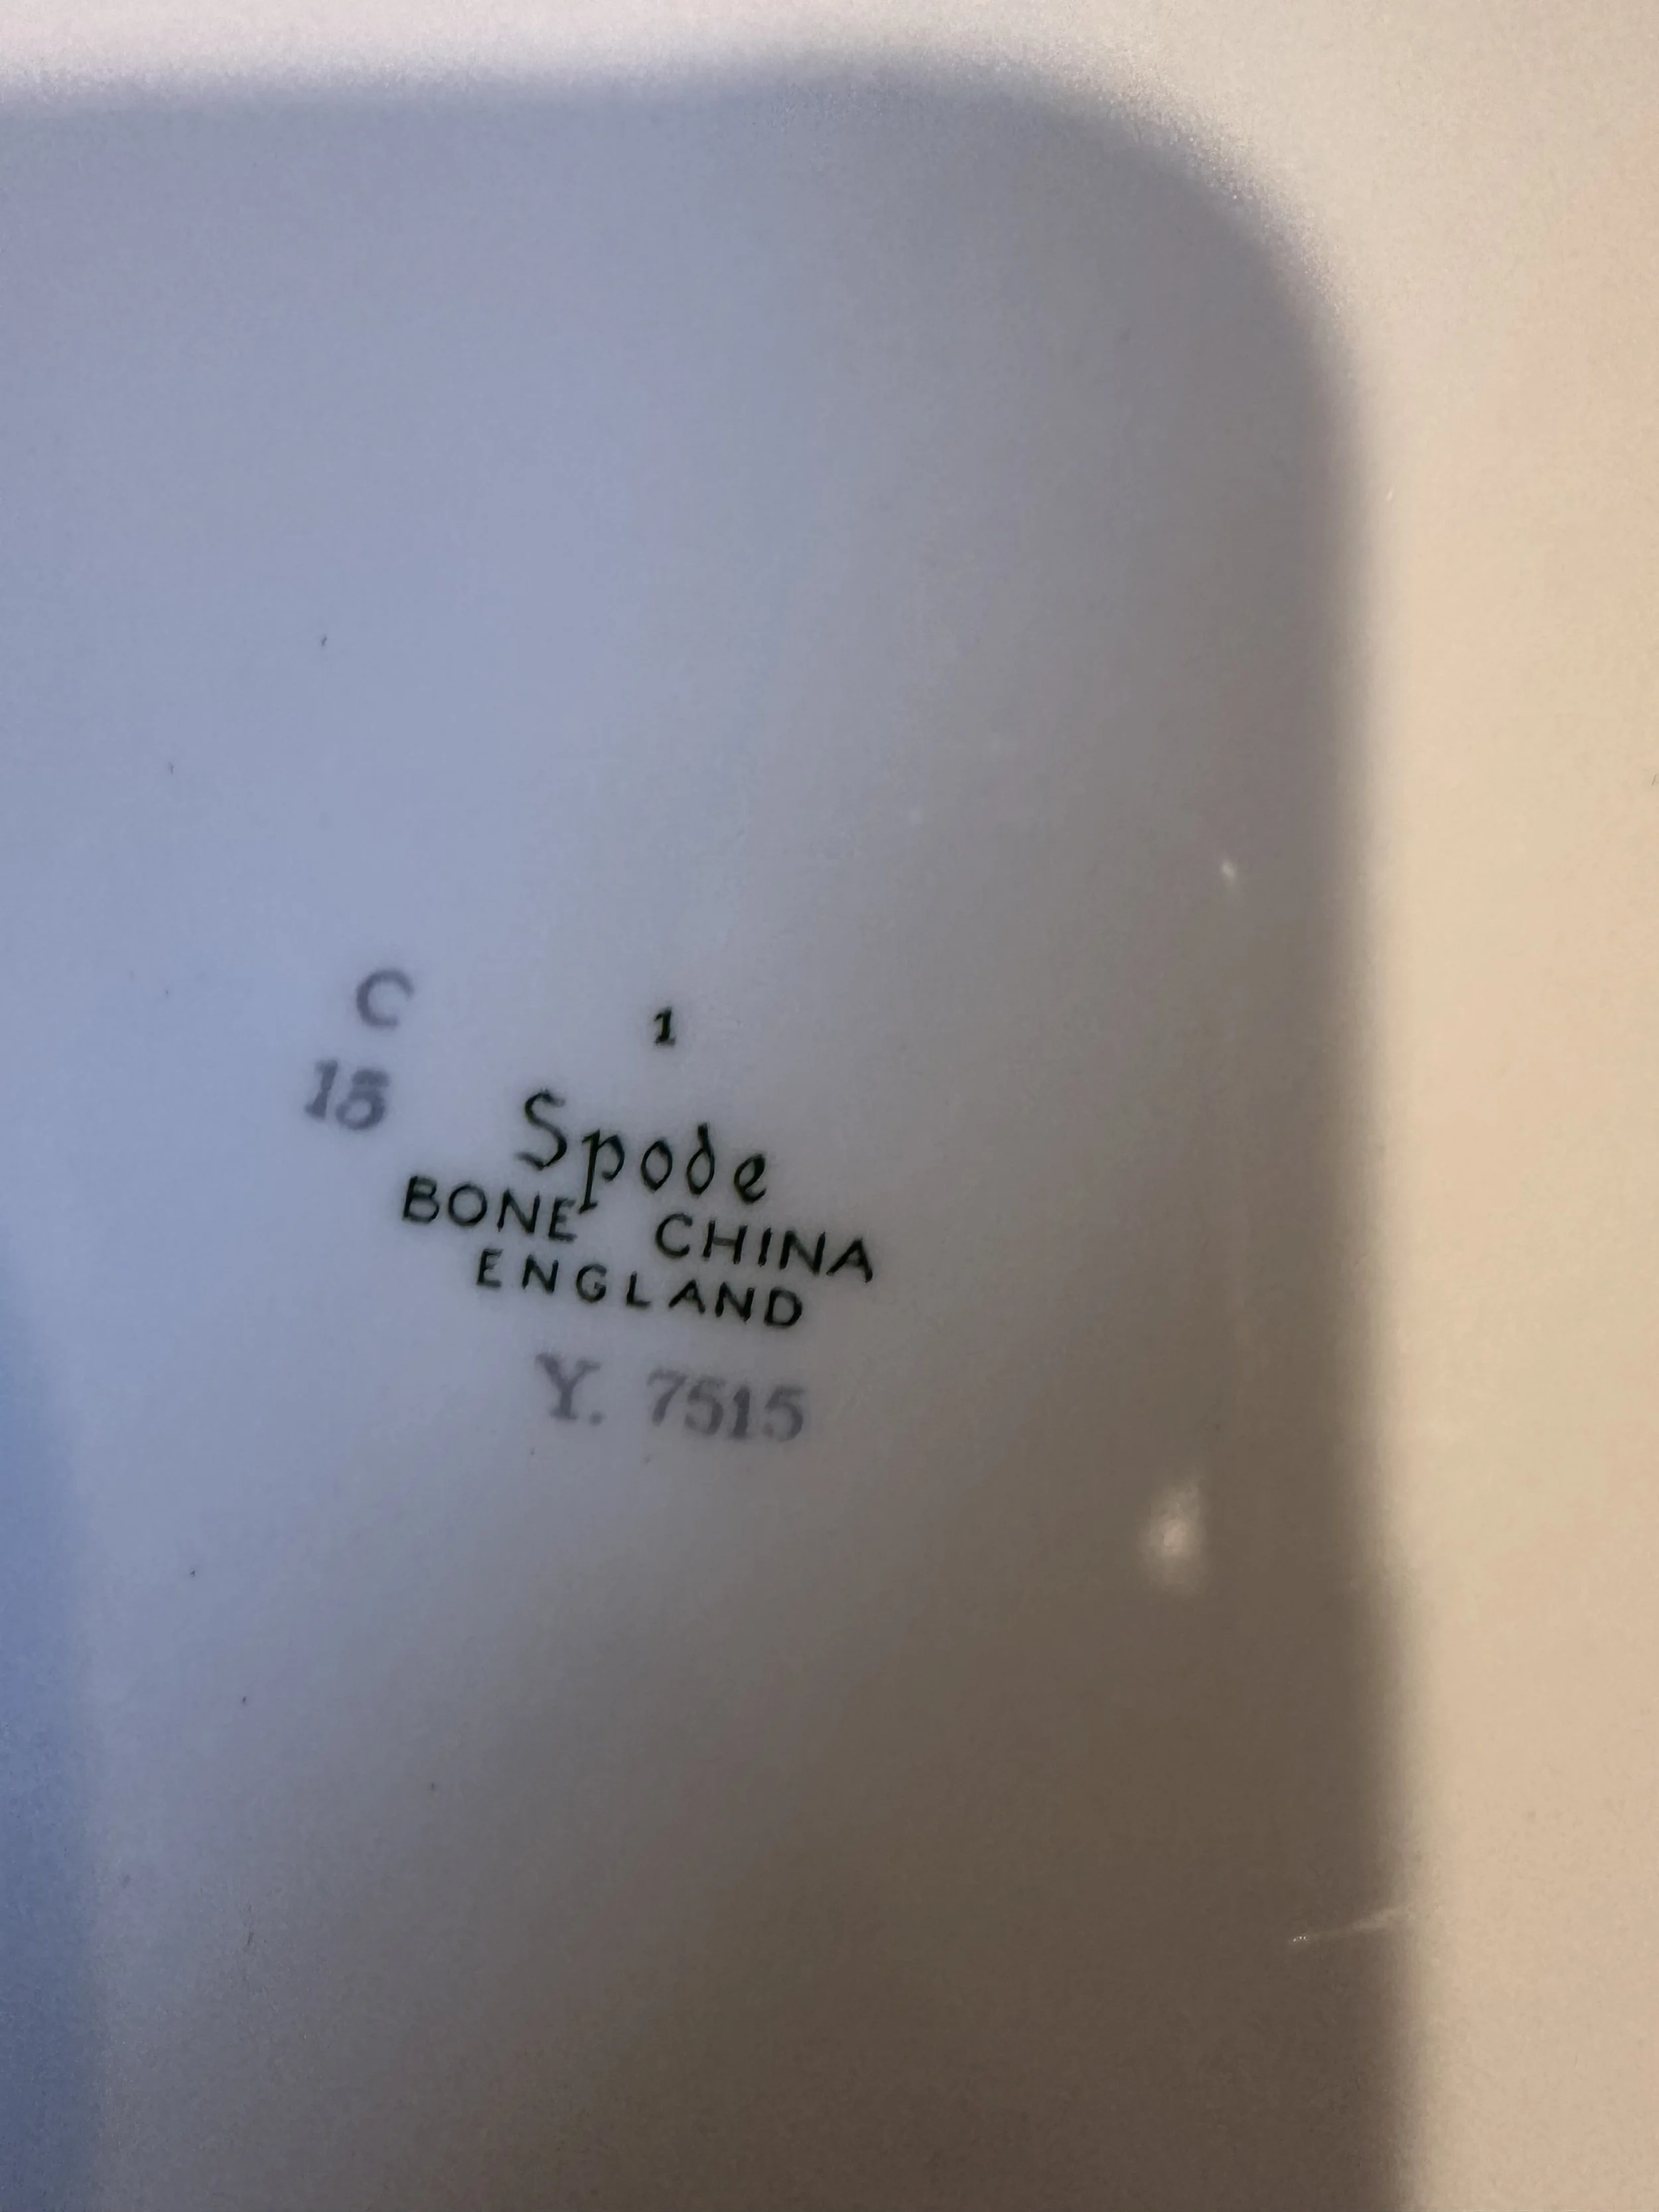 C
1
15
Spode
BONE CHINA
ENGLAND
Y. 7515